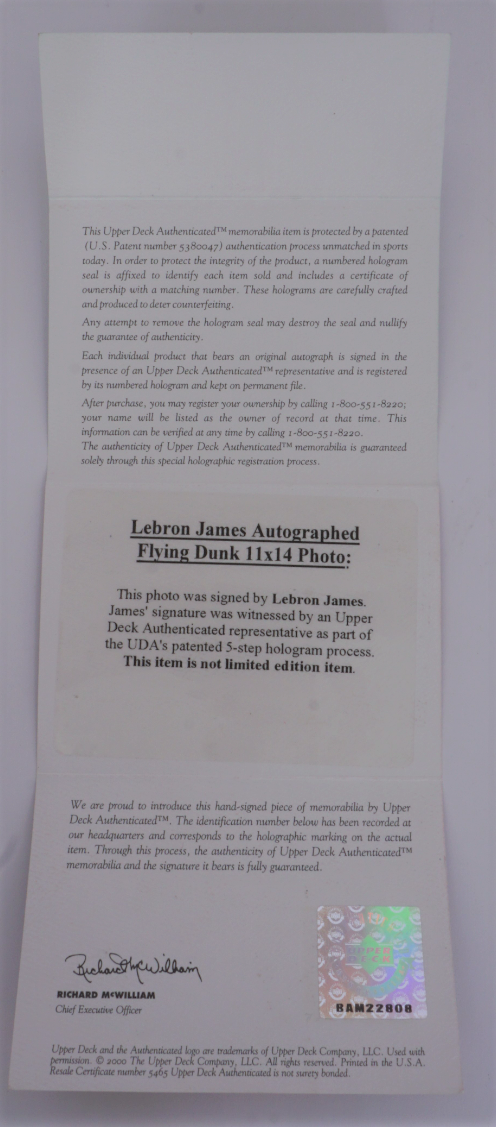 This Upper Deck Authenticated™ memorabilia item is protected by a patented
(U.S. Patent number 5380047) authentication process unmatched in sports
today. In order to protect the integrity of the product, a numbered hologram
seal is affixed to identify each item sold and includes a certificate of
ownership with a matching number. These holograms are carefully crafted
and produced to deter counterfeiting.
Any attempt to remove the hologram seal may destroy the seal and nullify
the guarantee of authenticity.
Each individual product that bears an original autograph is signed in the
presence of an Upper Deck Authenticated™ representative and is registered
by its numbered hologram and kept on permanent file.
After purchase, you may register your ownership by calling 1-800-551-8220;
your name will be listed as the owner of record at that time. This
information can be verified at any time by calling 1-800-551-8220.
The authenticity of Upper Deck Authenticated™ memorabilia is guaranteed
solely through this special holographic registration process.
Lebron James Autographed
Flying Dunk 11x14 Photo:
This photo was signed by Lebron James.
James' signature was witnessed by an Upper
Deck Authenticated representative as part of
the UDA's patented 5-step hologram process.
This item is not limited edition item.
We are proud to introduce this hand-signed piece of memorabilia by Upper
Deck Authenticated™. The identification number below has been recorded at
our headquarters and corresponds to the holographic marking on the actual
item. Through this process, the authenticity of Upper Deck Authenticated™
memorabilia and the signature it bears is fully guaranteed.
Richard McWilliam
RICHARD McWILLIAM
Chief Executive Officer
UPPER
DECK
BAM22808
Upper Deck and the Authenticated logo are trademarks of Upper Deck Company, LLC. Used with
permission. © 2000 The Upper Deck Company, LLC. All rights reserved. Printed in the U.S.A.
Resale Certificate number 5465 Upper Deck Authenticated is not surety bonded.